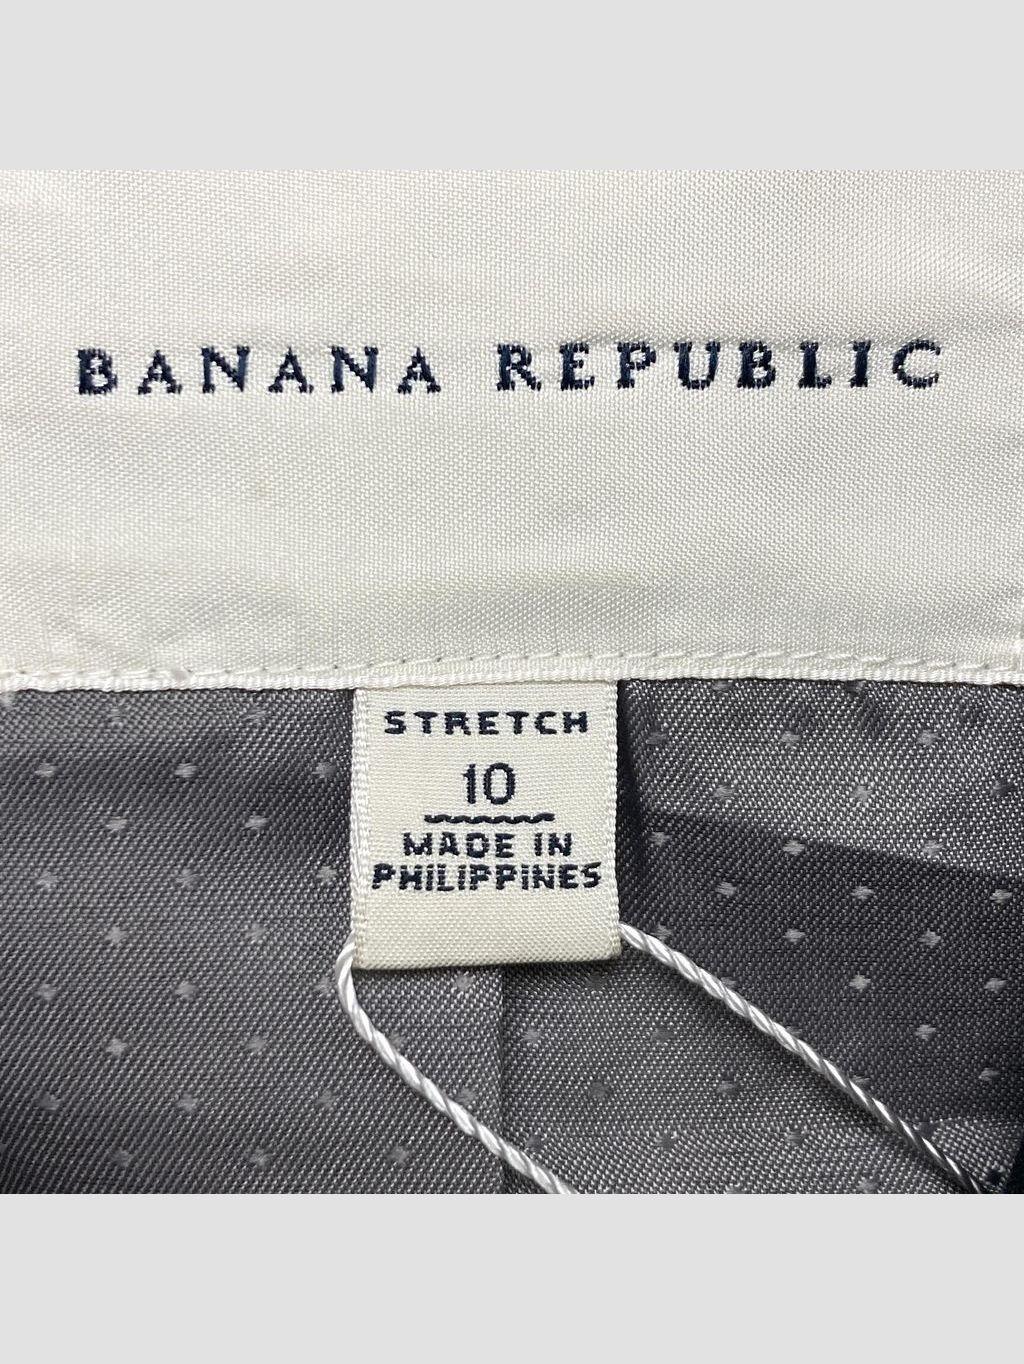 BANANA REPUBLIC
STRETCH
10
MADE IN
PHILIPPINES